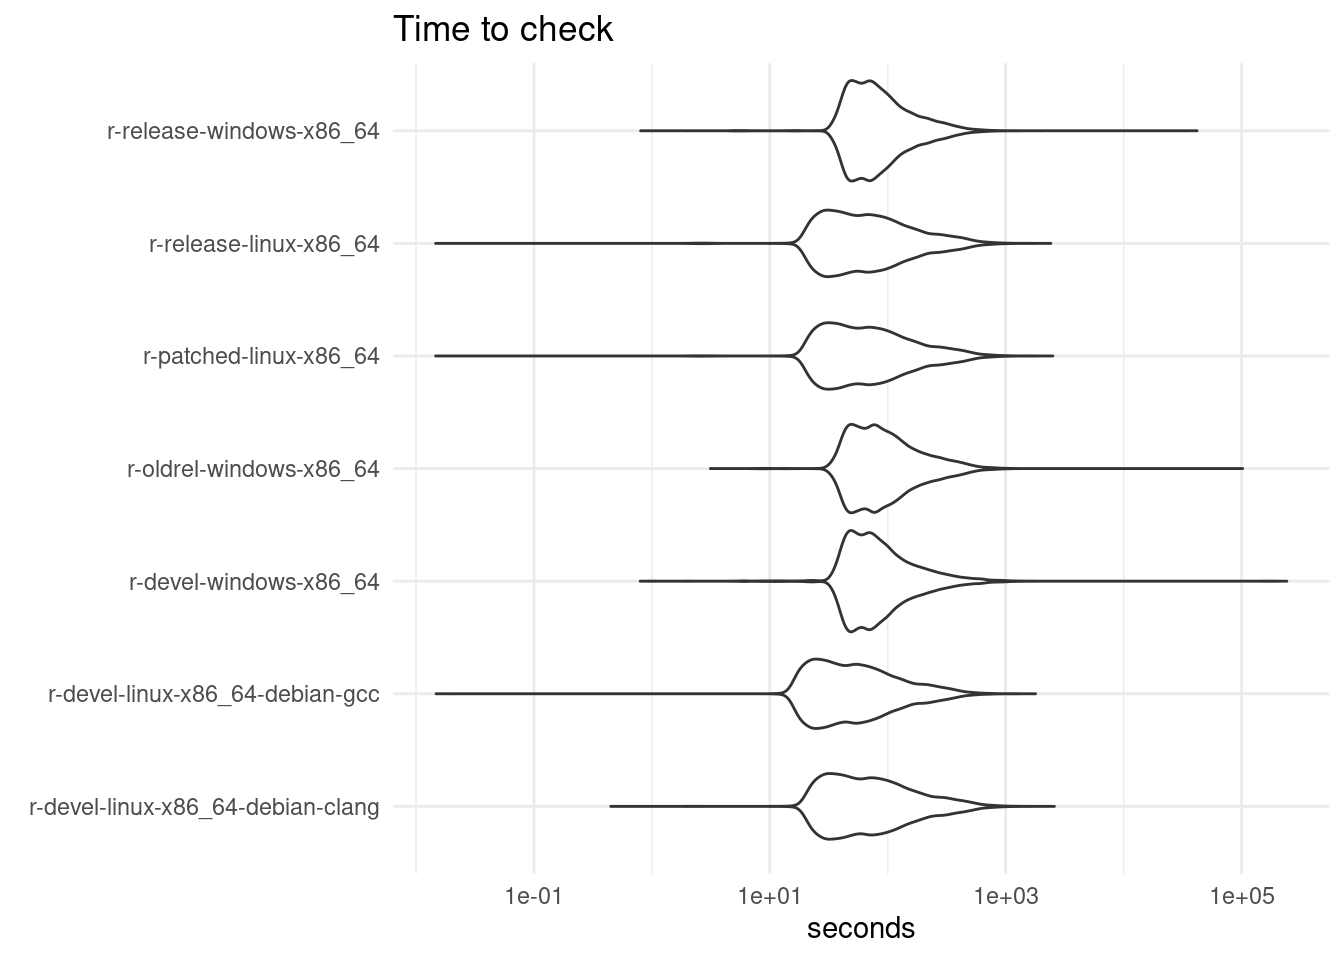 Time to check
r-release-windows-x86_64
r-release-linux-x86_64
r-patched-linux-x86_64
r-oldrel-windows-x86_64
r-devel-windows-x86_64
r-devel-linux-x86_64-debian-gcc
r-devel-linux-x86_64-debian-clang
1e-01 1e+01 1e+03 1e+05
seconds